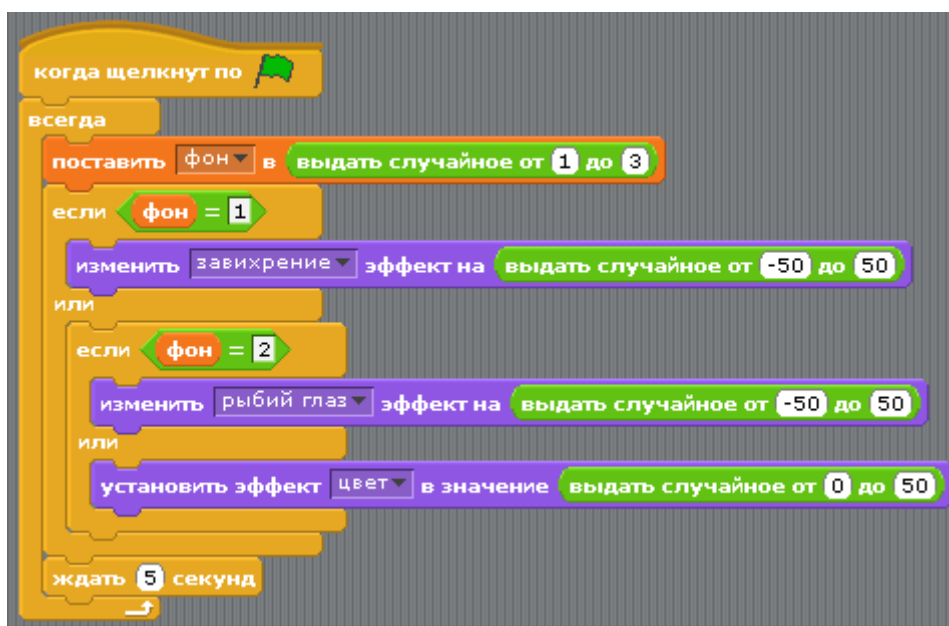 когда щелкнут по
всегда
поставить фон в выдать случайное от 1 до 3
если фон = 1
изменить завихрение эффект на выдать случайное от -50 до 50
или
если фон = 2
изменить рыбий глаз эффект на выдать случайное от -50 до 50
или
установить эффект цвет в значение выдать случайное от 0 до 50
ждать 5 секунд